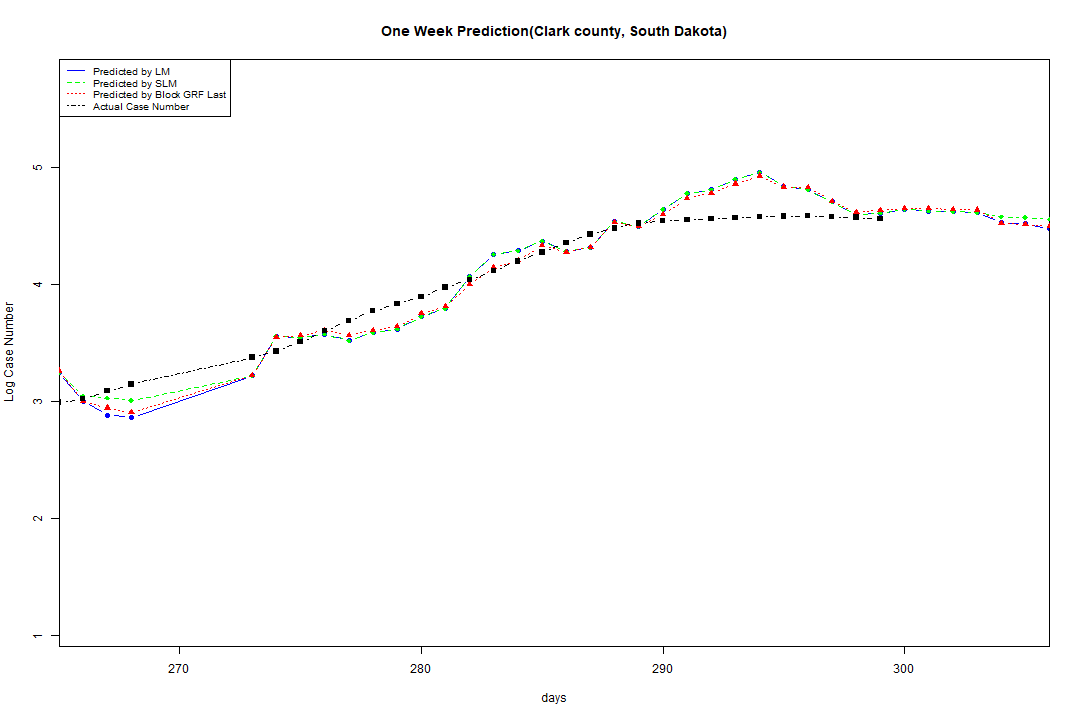 One Week Prediction(Clark county, South Dakota)
Predicted by LM
Predicted by SLM
Predicted by Block GRF Last
Actual Case Number
5
4
3
2
1
Log Case Number
270 280 290 300
days